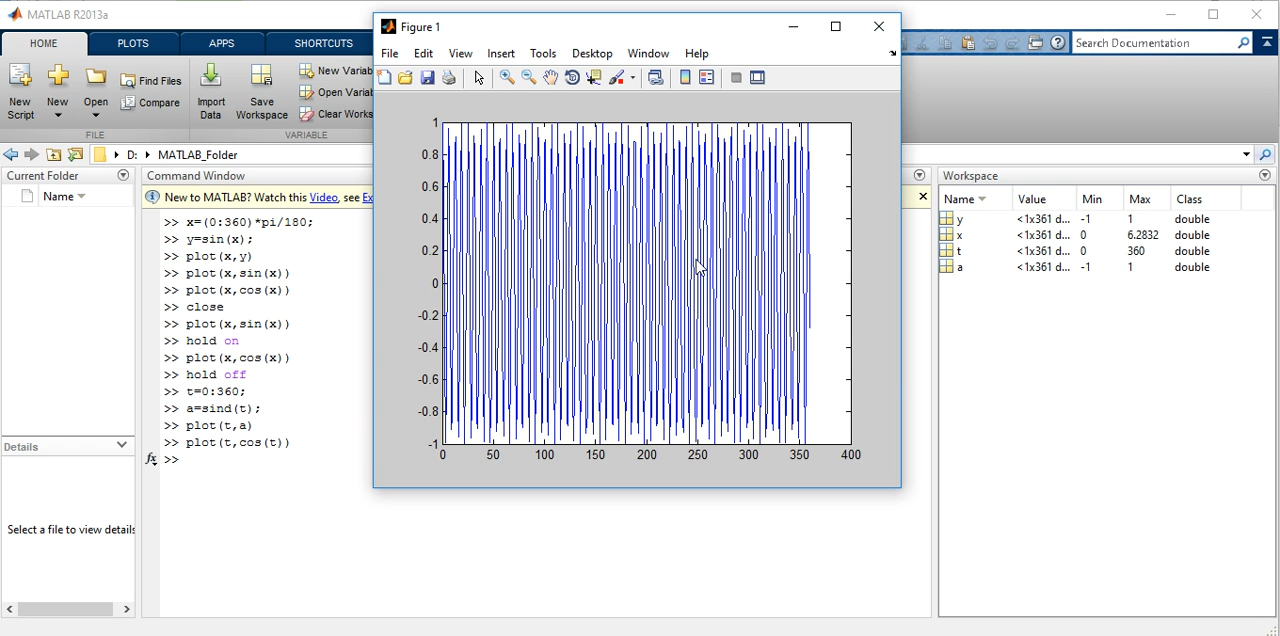 MATLAB R2013a
HOME PLOTS APPS SHORTCUTS
Search Documentation
New Script
New
Open
Find Files
Compare
Import Data
Save Workspace
New Variab
Open Variab
Clear Works
FILE VARIABLE
D: MATLAB_Folder
Current Folder
Name
Details
Select a file to view details
Command Window
New to MATLAB? Watch this Video, see Ex
>> x=(0:360)*pi/180;
>> y=sin(x);
>> plot(x,y)
>> plot(x,sin(x))
>> plot(x,cos(x))
>> close
>> plot(x,sin(x))
>> hold on
>> plot(x,cos(x))
>> hold off
>> t=0:360;
>> a=sind(t);
>> plot(t,a)
>> plot(t,cos(t))
fx >>
Figure 1
File Edit View Insert Tools Desktop Window Help
1
0.8
0.6
0.4
0.2
0
-0.2
-0.4
-0.6
-0.8
-1
0 50 100 150 200 250 300 350 400
Workspace
Name Value Min Max Class
y <1x361 d... -1 1 double
x <1x361 d... 0 6.2832 double
t <1x361 d... 0 360 double
a <1x361 d... -1 1 double